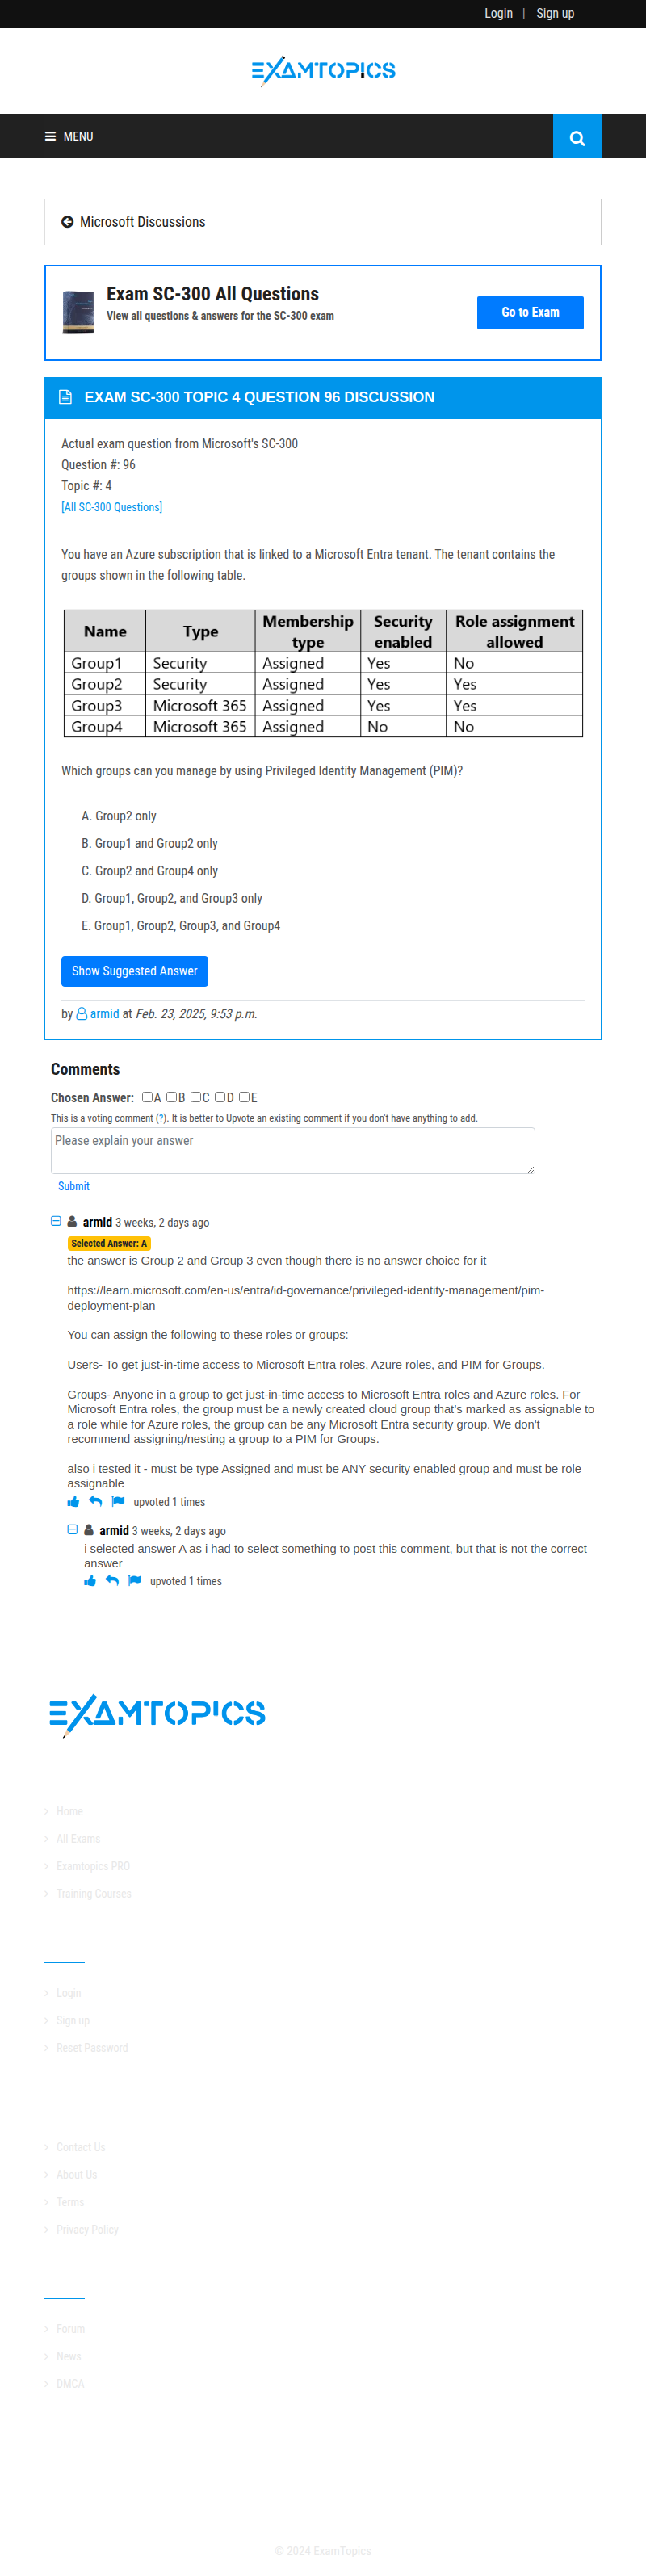 Login | Sign up
EXAMTOPICS
MENU
Microsoft Discussions
Exam SC-300 All Questions
View all questions & answers for the SC-300 exam
Go to Exam
EXAM SC-300 TOPIC 4 QUESTION 96 DISCUSSION
Actual exam question from Microsoft's SC-300
Question #: 96
Topic #: 4
[All SC-300 Questions]
You have an Azure subscription that is linked to a Microsoft Entra tenant. The tenant contains the
groups shown in the following table.
Name Type Membership type Security enabled Role assignment allowed
Group1 Security Assigned Yes No
Group2 Security Assigned Yes Yes
Group3 Microsoft 365 Assigned Yes Yes
Group4 Microsoft 365 Assigned No No
Which groups can you manage by using Privileged Identity Management (PIM)?
A. Group2 only
B. Group1 and Group2 only
C. Group2 and Group4 only
D. Group1, Group2, and Group3 only
E. Group1, Group2, Group3, and Group4
Show Suggested Answer
by armid at Feb. 23, 2025, 9:53 p.m.
Comments
Chosen Answer: A B C D E
This is a voting comment (?). It is better to Upvote an existing comment if you don't have anything to add.
Please explain your answer
Submit
armid 3 weeks, 2 days ago
Selected Answer: A
the answer is Group 2 and Group 3 even though there is no answer choice for it
https://learn.microsoft.com/en-us/entra/id-governance/privileged-identity-management/pim-
deployment-plan
You can assign the following to these roles or groups:
Users- To get just-in-time access to Microsoft Entra roles, Azure roles, and PIM for Groups.
Groups- Anyone in a group to get just-in-time access to Microsoft Entra roles and Azure roles. For
Microsoft Entra roles, the group must be a newly created cloud group that's marked as assignable to
a role while for Azure roles, the group can be any Microsoft Entra security group. We don't
recommend assigning/nesting a group to a PIM for Groups.
also i tested it - must be type Assigned and must be ANY security enabled group and must be role
assignable
upvoted 1 times
armid 3 weeks, 2 days ago
i selected answer A as i had to select something to post this comment, but that is not the correct
answer
upvoted 1 times
EXAMTOPICS
Home
All Exams
Examtopics PRO
Training Courses
Login
Sign up
Reset Password
Contact Us
About Us
Terms
Privacy Policy
Forum
News
DMCA
© 2024 ExamTopics